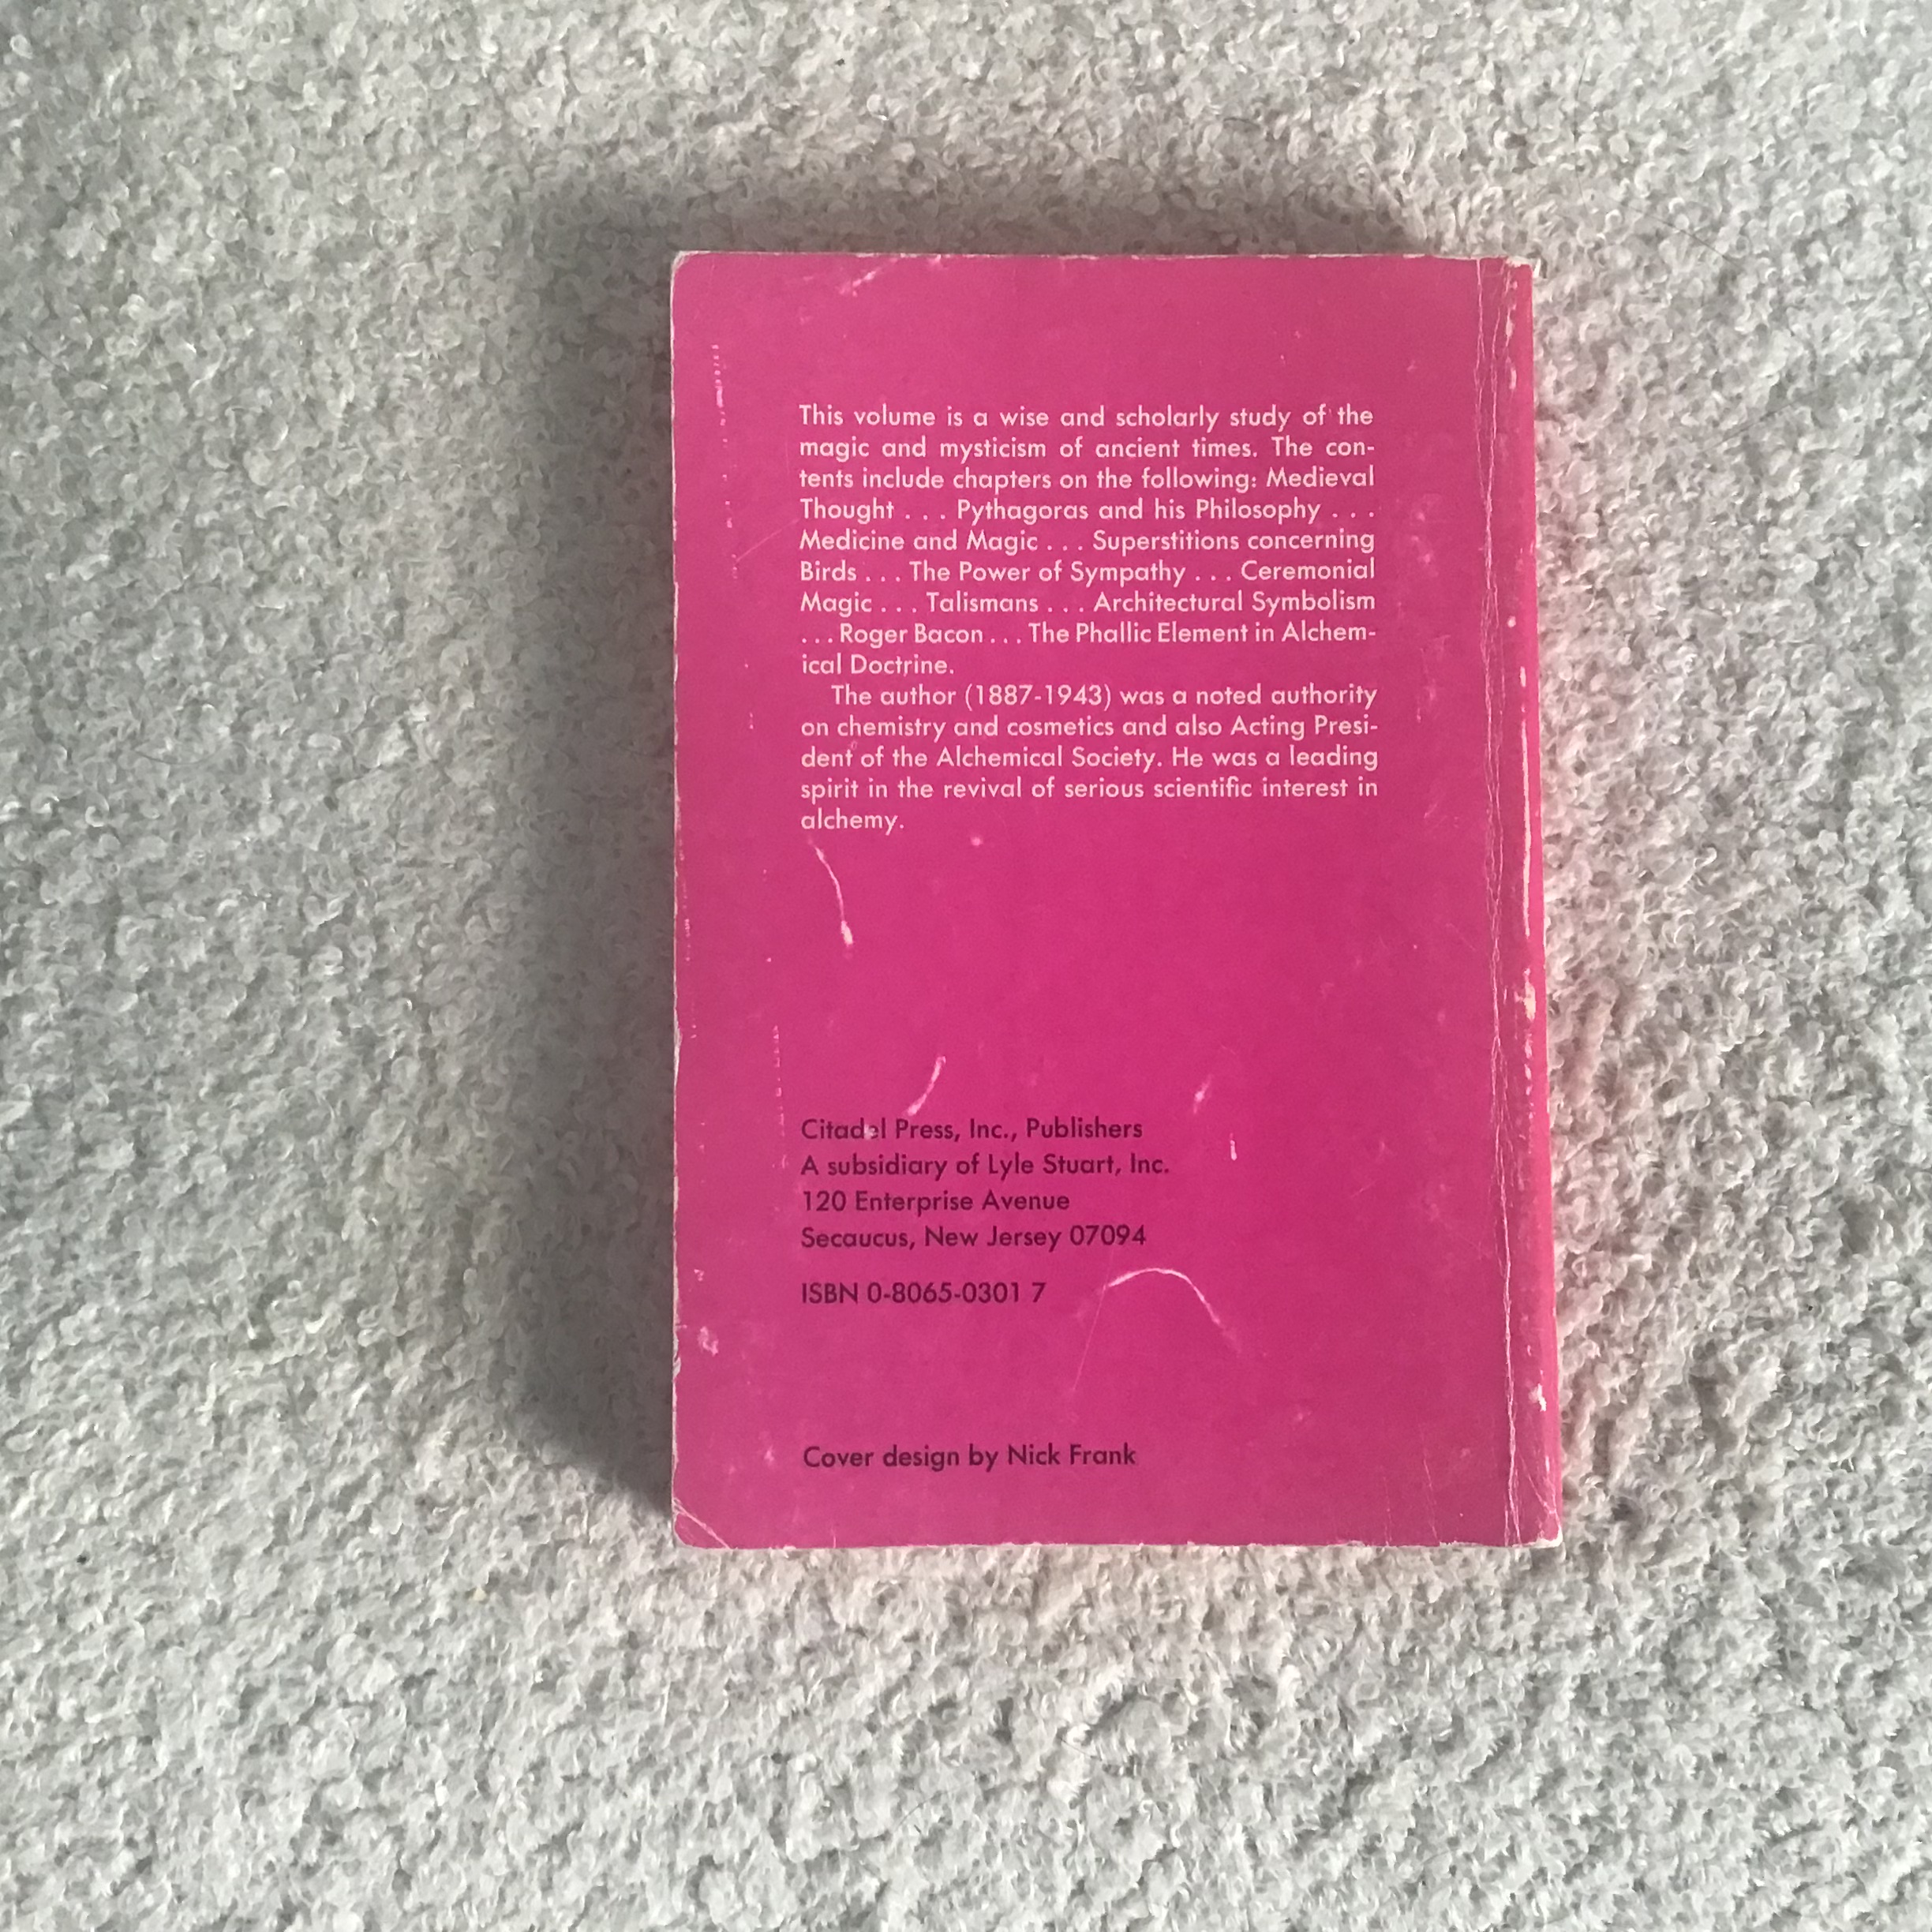 This volume is a wise and scholarly study of the
magic and mysticism of ancient times. The con-
tents include chapters on the following: Medieval
Thought . . . Pythagoras and his Philosophy . . .
Medicine and Magic . . . Superstitions concerning
Birds . . . The Power of Sympathy . . . Ceremonial
Magic . . . Talismans . . . Architectural Symbolism
. . . Roger Bacon . . . The Phallic Element in Alchem-
ical Doctrine.
The author (1887-1943) was a noted authority
on chemistry and cosmetics and also Acting Presi-
dent of the Alchemical Society. He was a leading
spirit in the revival of serious scientific interest in
alchemy.
Citadel Press, Inc., Publishers
A subsidiary of Lyle Stuart, Inc.
120 Enterprise Avenue
Secaucus, New Jersey 07094
ISBN 0-8065-0301 7
Cover design by Nick Frank